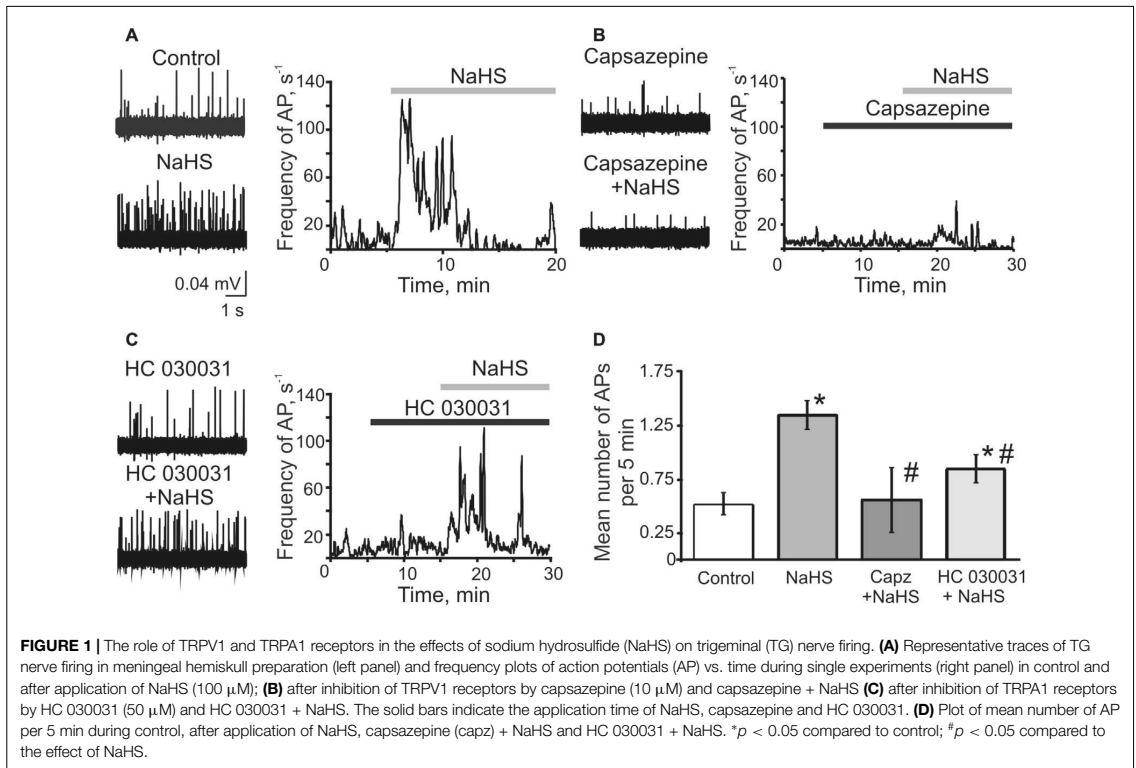 A
Control
NaHS
0.04 mV
1 s
Frequency of AP, s⁻¹
140
100
60
20
NaHS
0
10
20
Time, min
B
Capsazepine
Capsazepine
+NaHS
Frequency of AP, s⁻¹
140
100
60
20
NaHS
Capsazepine
0
10
20
30
Time, min
C
HC 030031
HC 030031
+NaHS
Frequency of AP, s⁻¹
140
100
60
20
NaHS
HC 030031
0
10
20
30
Time, min
D
Mean number of APs
per 5 min
1.75
1.25
0.75
0.25
0
*
#
* #
Control
NaHS
Capz
+NaHS
HC 030031
+ NaHS
FIGURE 1 | The role of TRPV1 and TRPA1 receptors in the effects of sodium hydrosulfide (NaHS) on trigeminal (TG) nerve firing. (A) Representative traces of TG
nerve firing in meningeal hemiskull preparation (left panel) and frequency plots of action potentials (AP) vs. time during single experiments (right panel) in control and
after application of NaHS (100 μM); (B) after inhibition of TRPV1 receptors by capsazepine (10 μM) and capsazepine + NaHS (C) after inhibition of TRPA1 receptors
by HC 030031 (50 μM) and HC 030031 + NaHS. The solid bars indicate the application time of NaHS, capsazepine and HC 030031. (D) Plot of mean number of AP
per 5 min during control, after application of NaHS, capsazepine (capz) + NaHS and HC 030031 + NaHS. *p < 0.05 compared to control; #p < 0.05 compared to
the effect of NaHS.